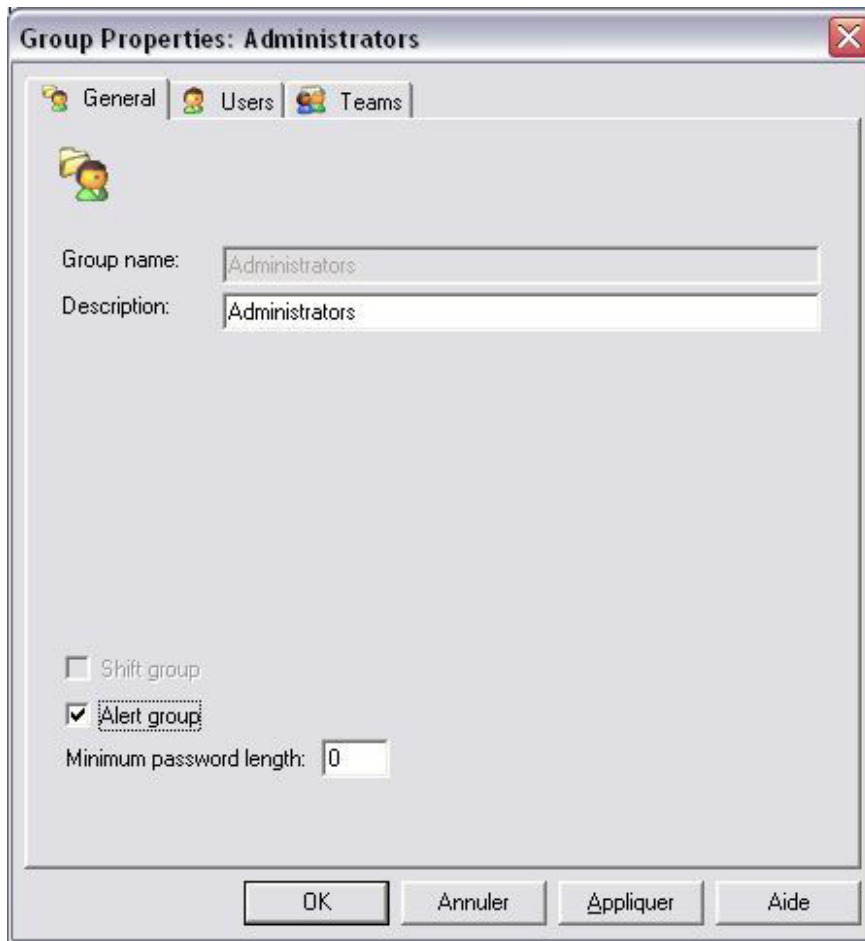 Group Properties: Administrators
General Users Teams
Group name: Administrators
Description: Administrators
Shift group
Alert group
Minimum password length: 0
OK Annuler Appliquer Aide